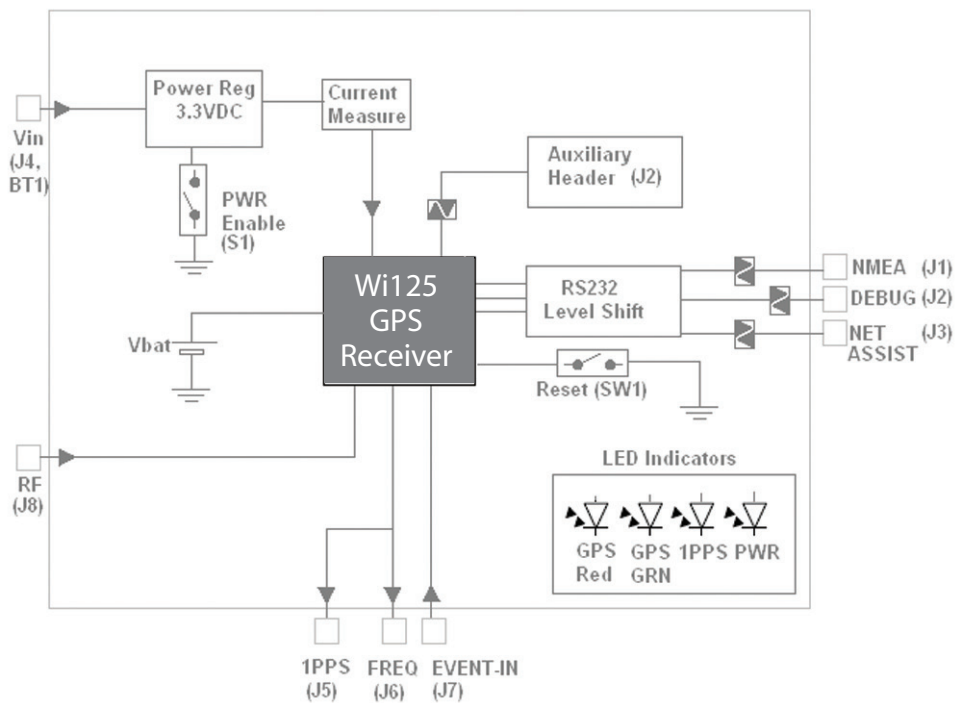 Power Reg
3.3VDC
Current
Measure
Vin
(J4,
BT1)
PWR
Enable
(S1)
Auxiliary
Header (J2)
Wi125
GPS
Receiver
RS232
Level Shift
NMEA (J1)
DEBUG (J2)
NET (J3)
ASSIST
Vbat
Reset (SW1)
RF
(J8)
LED Indicators
GPS
Red
GPS
GRN
1PPS
PWR
1PPS
(J5)
FREQ
(J6)
EVENT-IN
(J7)